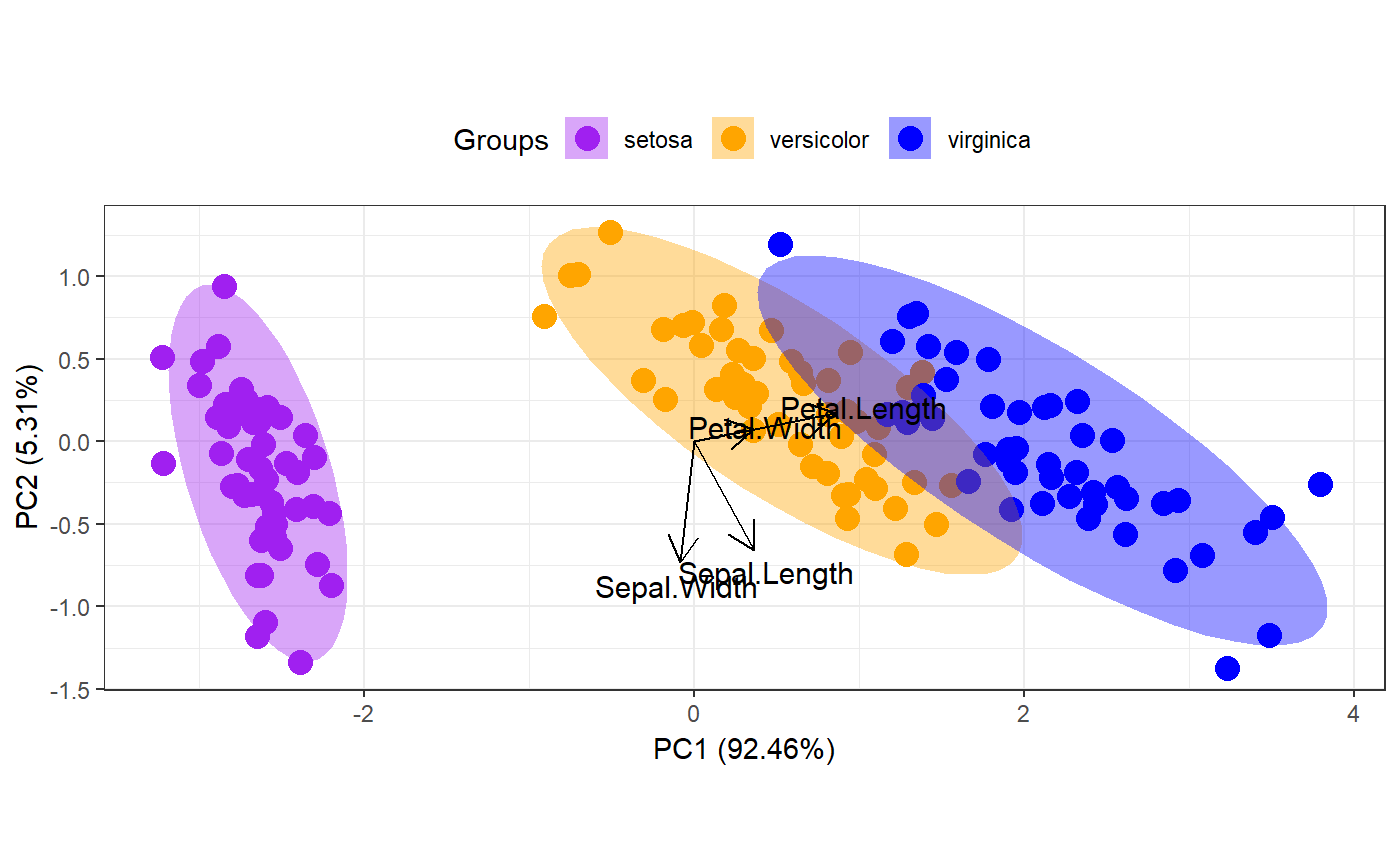 Groups setosa versicolor virginica
1.0
0.5
0.0
-0.5
-1.0
-1.5
PC2 (5.31%)
Petal.Length
Petal.Width
Sepal.Length
Sepal.Width
-2 0 2 4
PC1 (92.46%)